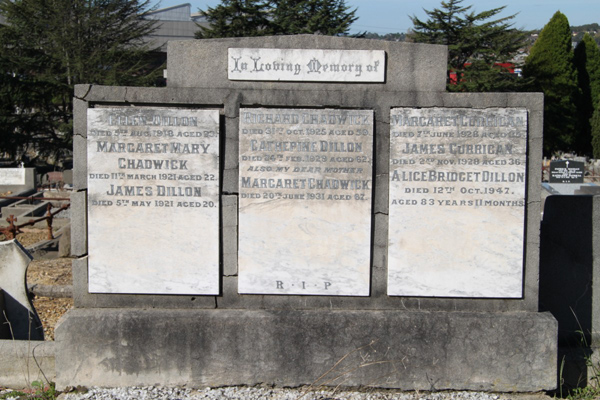 In Loving Memory of
DILLON
DIED 5TH AUG. 1918 AGED 23.
MARGARET MARY
CHADWICK
DIED 11TH MARCH 1921 AGED 22.
JAMES DILLON
DIED 5TH MAY 1921 AGED 20.
RICHARD CHADWICK
DIED 31ST OCT. 1925 AGED 59.
CATHERINE DILLON
DIED 24TH FEB. 1929 AGED 62.
ALSO MY DEAR MOTHER
MARGARET CHADWICK
DIED 20TH JUNE 1931 AGED 67.
R · I · P
MARGARET CORRIGAN
DIED 7TH JUNE 1928 AGED
JAMES CORRIGAN
DIED NOV. 1928 AGED 36.
ALICE BRIDGET DILLON
DIED 12TH OCT. 1947.
AGED 83 YEARS 11 MONTHS.